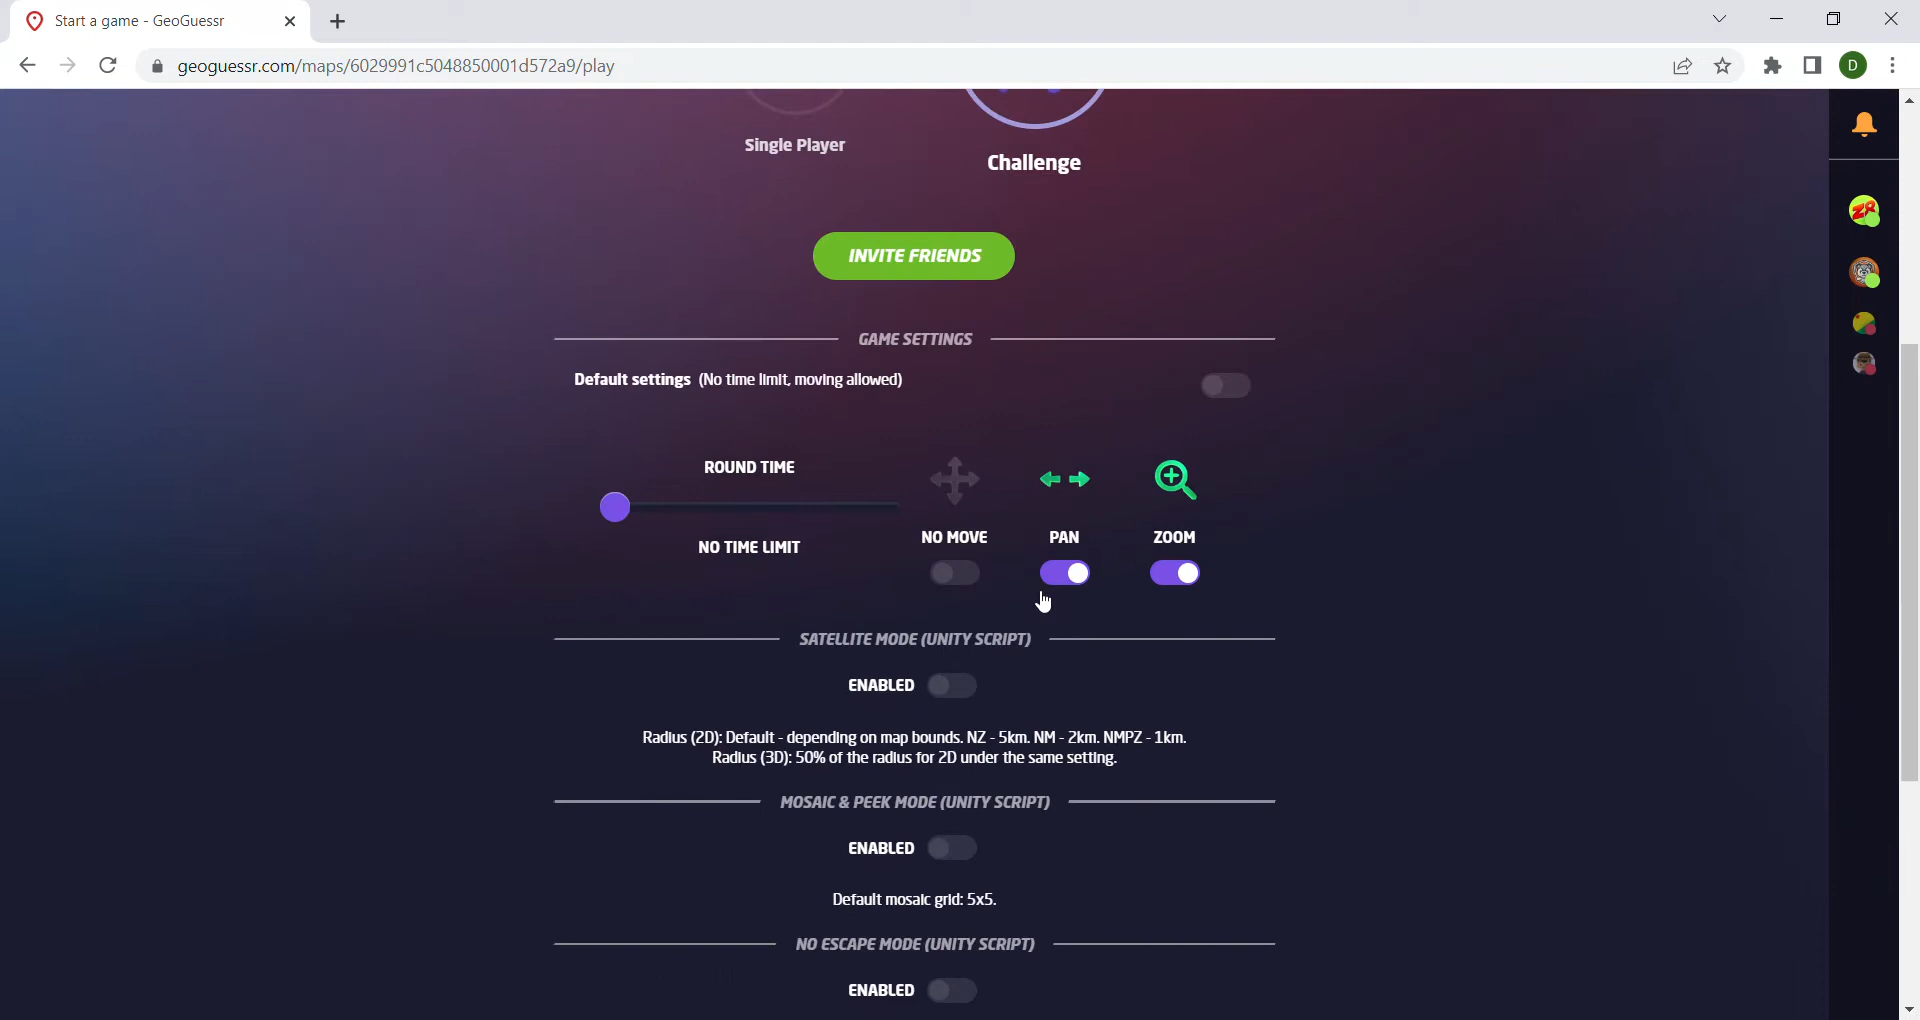 Start a game - GeoGuessr
geoguessr.com/maps/6029991c5048850001d572a9/play
D
Single Player
Challenge
INVITE FRIENDS
GAME SETTINGS
Default settings (No time limit, moving allowed)
ROUND TIME
NO TIME LIMIT
NO MOVE
PAN
ZOOM
SATELLITE MODE (UNITY SCRIPT)
ENABLED
Radius (2D): Default - depending on map bounds. NZ - 5km. NM - 2km. NMPZ - 1km.
Radius (3D): 50% of the radius for 2D under the same setting.
MOSAIC & PEEK MODE (UNITY SCRIPT)
ENABLED
Default mosaic grid: 5x5.
NO ESCAPE MODE (UNITY SCRIPT)
ENABLED